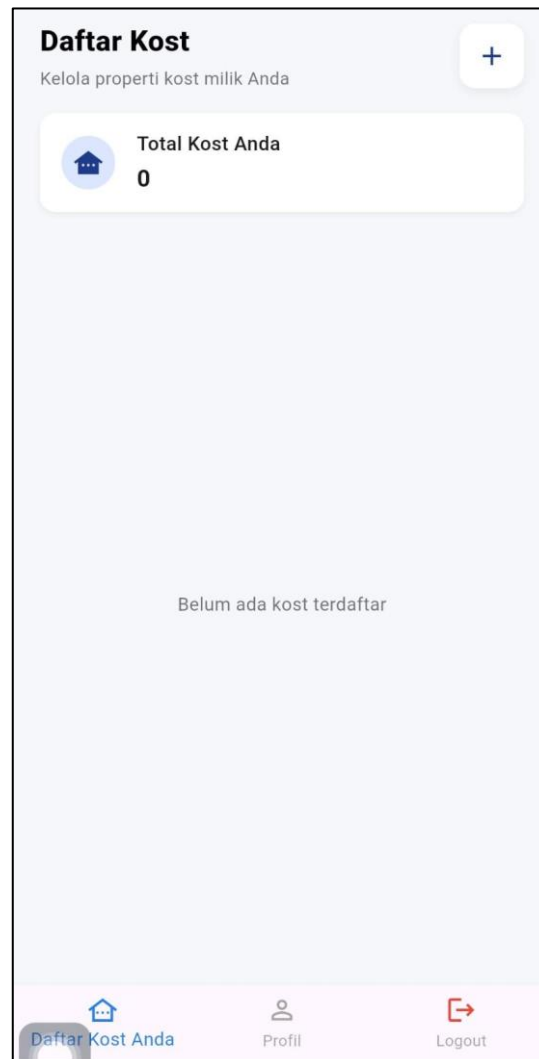 Daftar Kost
Kelola properti kost milik Anda
+
Total Kost Anda
0
Belum ada kost terdaftar
Daftar Kost Anda
Profil
Logout